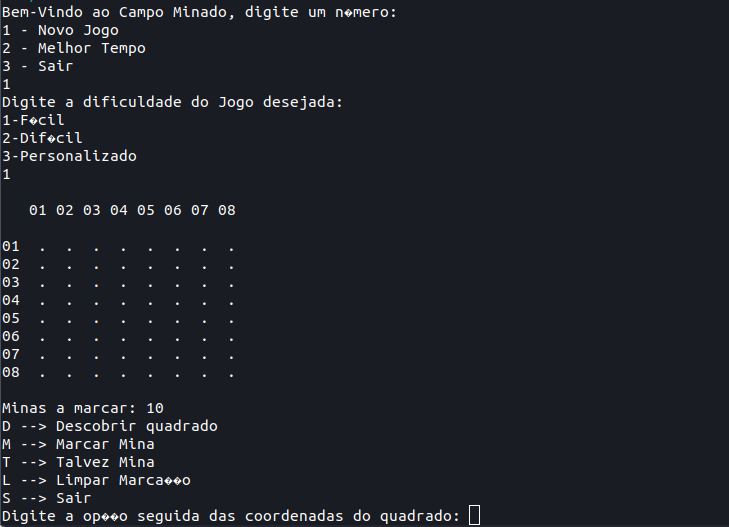 Bem-Vindo ao Campo Minado, digite um n�mero:
1 - Novo Jogo
2 - Melhor Tempo
3 - Sair
1
Digite a dificuldade do Jogo desejada:
1-F�cil
2-Dif�cil
3-Personalizado
1
01 02 03 04 05 06 07 08
01 . . . . . . . .
02 . . . . . . . .
03 . . . . . . . .
04 . . . . . . . .
05 . . . . . . . .
06 . . . . . . . .
07 . . . . . . . .
08 . . . . . . . .
Minas a marcar: 10
D --> Descobrir quadrado
M --> Marcar Mina
T --> Talvez Mina
L --> Limpar Marca��o
S --> Sair
Digite a op��o seguida das coordenadas do quadrado: